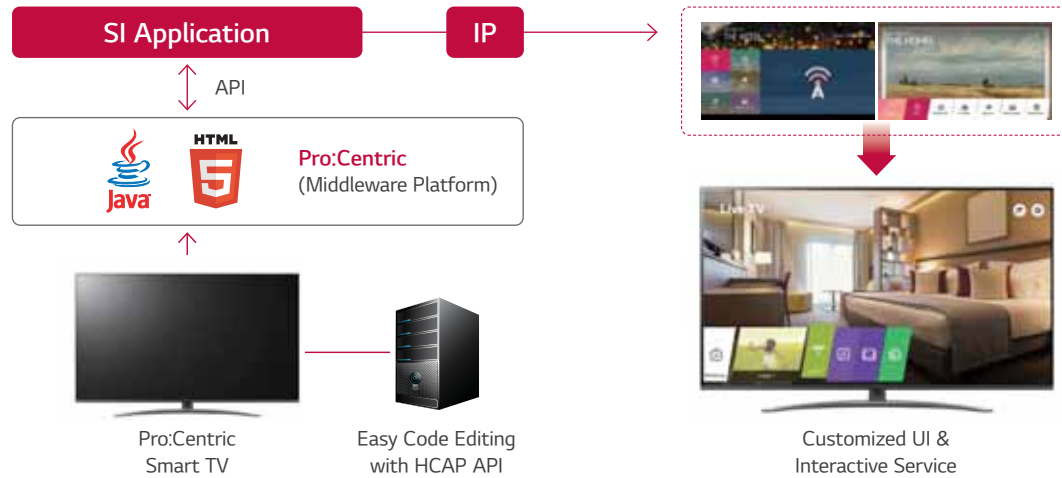 SI Application
IP
API
Java
HTML
5
Pro:Centric
(Middleware Platform)
Live TV
Pro:Centric
Smart TV
Easy Code Editing
with HCAP API
Customized UI &
Interactive Service